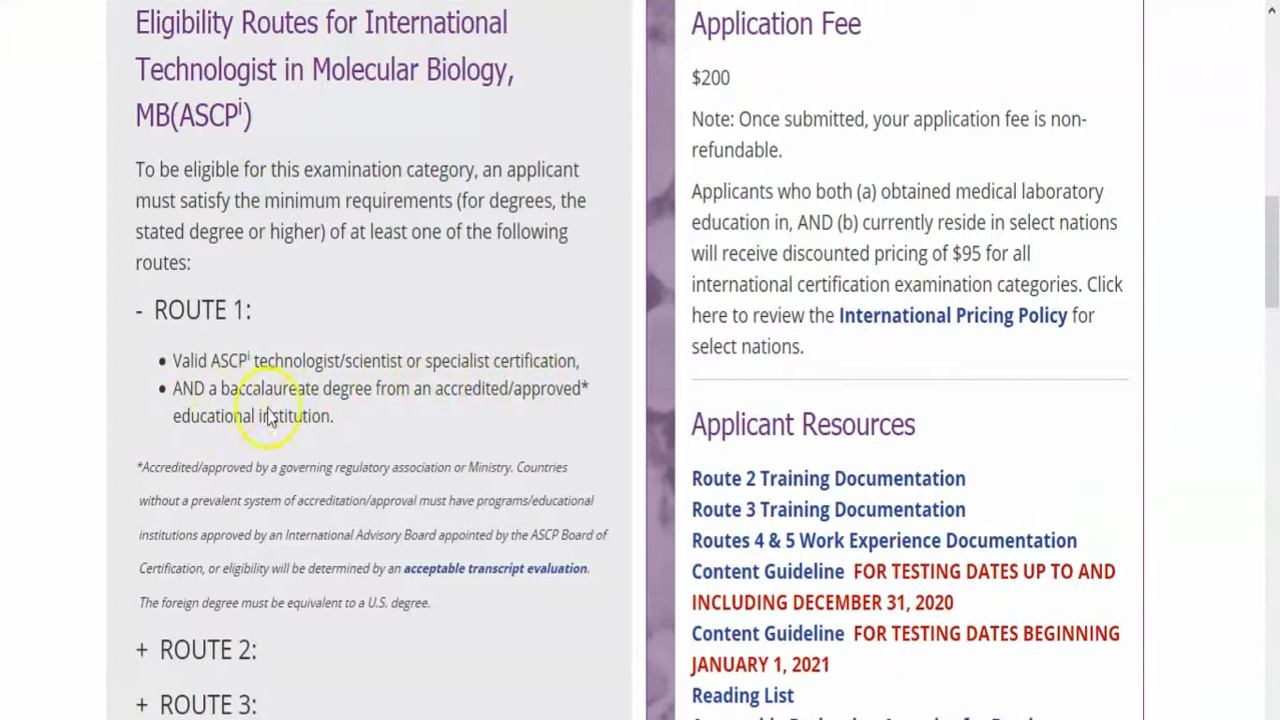 Eligibility Routes for International
Technologist in Molecular Biology,
MB(ASCPi)
To be eligible for this examination category, an applicant
must satisfy the minimum requirements (for degrees, the
stated degree or higher) of at least one of the following
routes:
- ROUTE 1:
• Valid ASCPi technologist/scientist or specialist certification,
• AND a baccalaureate degree from an accredited/approved*
educational institution.
*Accredited/approved by a governing regulatory association or Ministry. Countries
without a prevalent system of accreditation/approval must have programs/educational
institutions approved by an International Advisory Board appointed by the ASCP Board of
Certification, or eligibility will be determined by an acceptable transcript evaluation.
The foreign degree must be equivalent to a U.S. degree.
+ ROUTE 2:
+ ROUTE 3:
Application Fee
$200
Note: Once submitted, your application fee is non-
refundable.
Applicants who both (a) obtained medical laboratory
education in, AND (b) currently reside in select nations
will receive discounted pricing of $95 for all
international certification examination categories. Click
here to review the International Pricing Policy for
select nations.
Applicant Resources
Route 2 Training Documentation
Route 3 Training Documentation
Routes 4 & 5 Work Experience Documentation
Content Guideline FOR TESTING DATES UP TO AND
INCLUDING DECEMBER 31, 2020
Content Guideline FOR TESTING DATES BEGINNING
JANUARY 1, 2021
Reading List